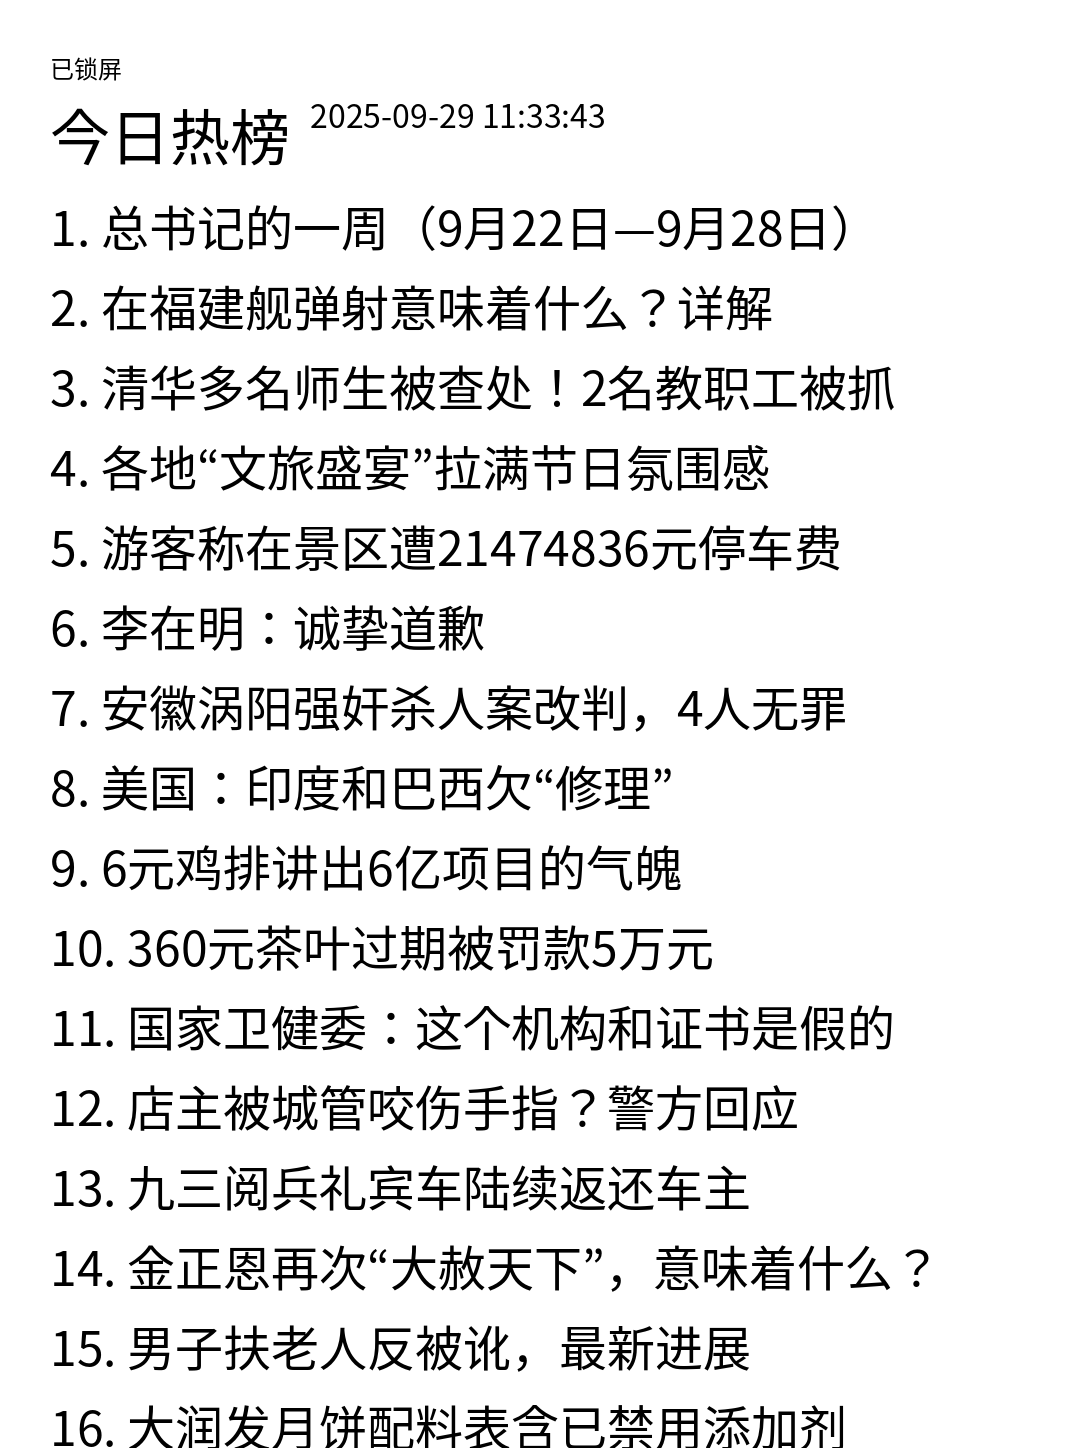 已锁屏
今日热榜 2025-09-29 11:33:43
1. 总书记的一周（9月22日—9月28日）
2. 在福建舰弹射意味着什么？详解
3. 清华多名师生被查处！2名教职工被抓
4. 各地“文旅盛宴”拉满节日氛围感
5. 游客称在景区遭21474836元停车费
6. 李在明：诚挚道歉
7. 安徽涡阳强奸杀人案改判，4人无罪
8. 美国：印度和巴西欠“修理”
9. 6元鸡排讲出6亿项目的气魄
10. 360元茶叶过期被罚款5万元
11. 国家卫健委：这个机构和证书是假的
12. 店主被城管咬伤手指？警方回应
13. 九三阅兵礼宾车陆续返还车主
14. 金正恩再次“大赦天下”，意味着什么？
15. 男子扶老人反被讹，最新进展
16. 大润发月饼配料表含已禁用添加剂